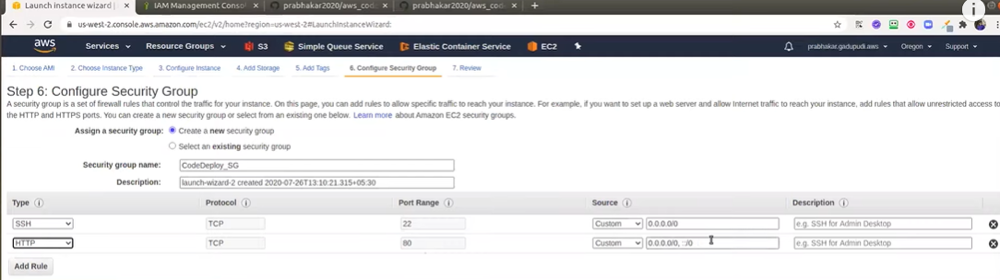 Launch instance wizard |
IAM Management Conso
prabhakar/aws_cod
prabhakar/aws_cod
us-west-2.console.aws.amazon.com/ec2/v2/home?region=us-west-2#LaunchInstanceWizard:
aws Services Resource Groups S3 Simple Queue Service Elastic Container Service EC2 prabhakar.gadupudi.aws Oregon Support
1. Choose AMI 2. Choose Instance Type 3. Configure Instance 4. Add Storage 5. Add Tags 6. Configure Security Group 7. Review
Step 6: Configure Security Group
A security group is a set of firewall rules that control the traffic for your instance. On this page, you can add rules to allow specific traffic to reach your instance. For example, if you want to set up a web server and allow Internet traffic to reach your instance, add rules that allow unrestricted access to
the HTTP and HTTPS ports. You can create a new security group or select from an existing one below. Learn more about Amazon EC2 security groups.
Assign a security group: Create a new security group
Select an existing security group
Security group name: CodeDeploy_SG
Description: launch-wizard-2 created 2020-07-26T13:10:21.315+05:30
Type Protocol Port Range Source Description
SSH TCP 22 Custom 0.0.0.0/0 e.g. SSH for Admin Desktop
HTTP TCP 80 Custom 0.0.0.0/0, ::/0 e.g. SSH for Admin Desktop
Add Rule